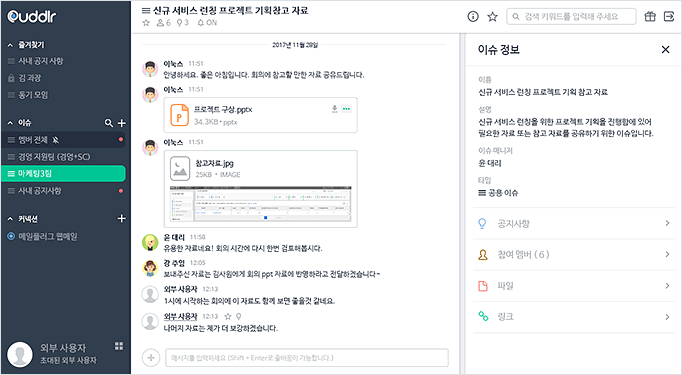 Ouddlr
즐겨찾기
사내 공지 사항
김 과장
동기 모임
이슈
멤버 전체
경영 지원팀 (경영+SC)
마케팅3팀
사내 공지사항
커넥션
메일플러그 웹메일
외부 사용자
초대된 외부 사용자
신규 서비스 런칭 프로젝트 기획참고 자료
6 3 ON
검색 키워드를 입력해 주세요
2017년 11월 28일
이눅스 11:51
안녕하세요. 좋은 아침입니다. 회의에 참고할 만한 자료 공유드립니다.
이눅스 11:51
프로젝트 구상.pptx
34.3KB • pptx
이눅스 11:51
참고자료.jpg
25KB • IMAGE
윤 대리 11:58
유용한 자료네요! 회의 시간에 다시 한번 검토해봅시다.
강 주임 12:05
보내주신 자료는 김사원에게 회의 ppt 자료에 반영하라고 전달하겠습니다~
외부 사용자 12:13
1시에 시작하는 회의에 이 자료도 함께 보면 좋을것 같네요.
외부 사용자 12:13
나머지 자료는 제가 더 보강하겠습니다.
메시지를 입력하세요 (Shift + Enter로 줄바꿈이 가능합니다.)
이슈 정보
이름
신규 서비스 런칭 프로젝트 기획 참고 자료
설명
신규 서비스 런칭을 위한 프로젝트 기획을 진행함에 있어
필요한 자료 또는 참고 자료를 공유하기 위한 이슈입니다.
이슈 매니저
윤 대리
타입
공용 이슈
공지사항
참여 멤버 ( 6 )
파일
링크